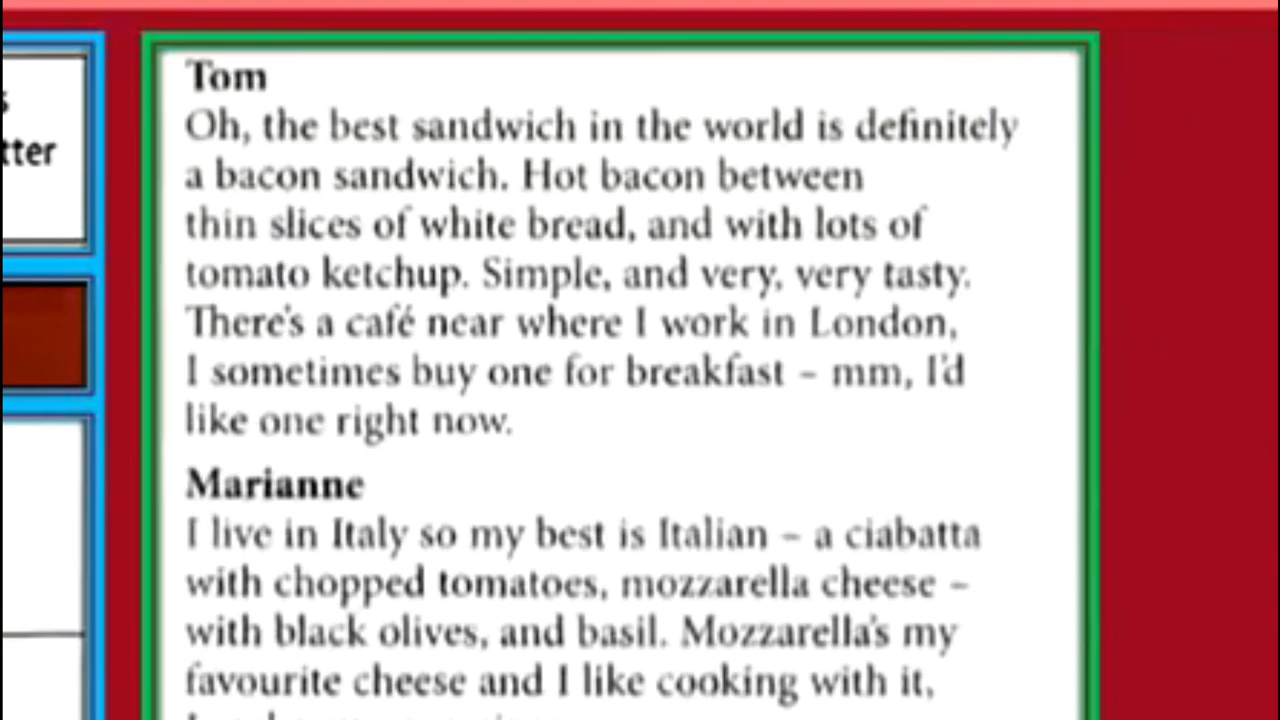 tter
Tom
Oh, the best sandwich in the world is definitely
a bacon sandwich. Hot bacon between
thin slices of white bread, and with lots of
tomato ketchup. Simple, and very, very tasty.
There's a café near where I work in London,
I sometimes buy one for breakfast – mm, I'd
like one right now.
Marianne
I live in Italy so my best is Italian – a ciabatta
with chopped tomatoes, mozzarella cheese –
with black olives, and basil. Mozzarella's my
favourite cheese and I like cooking with it,